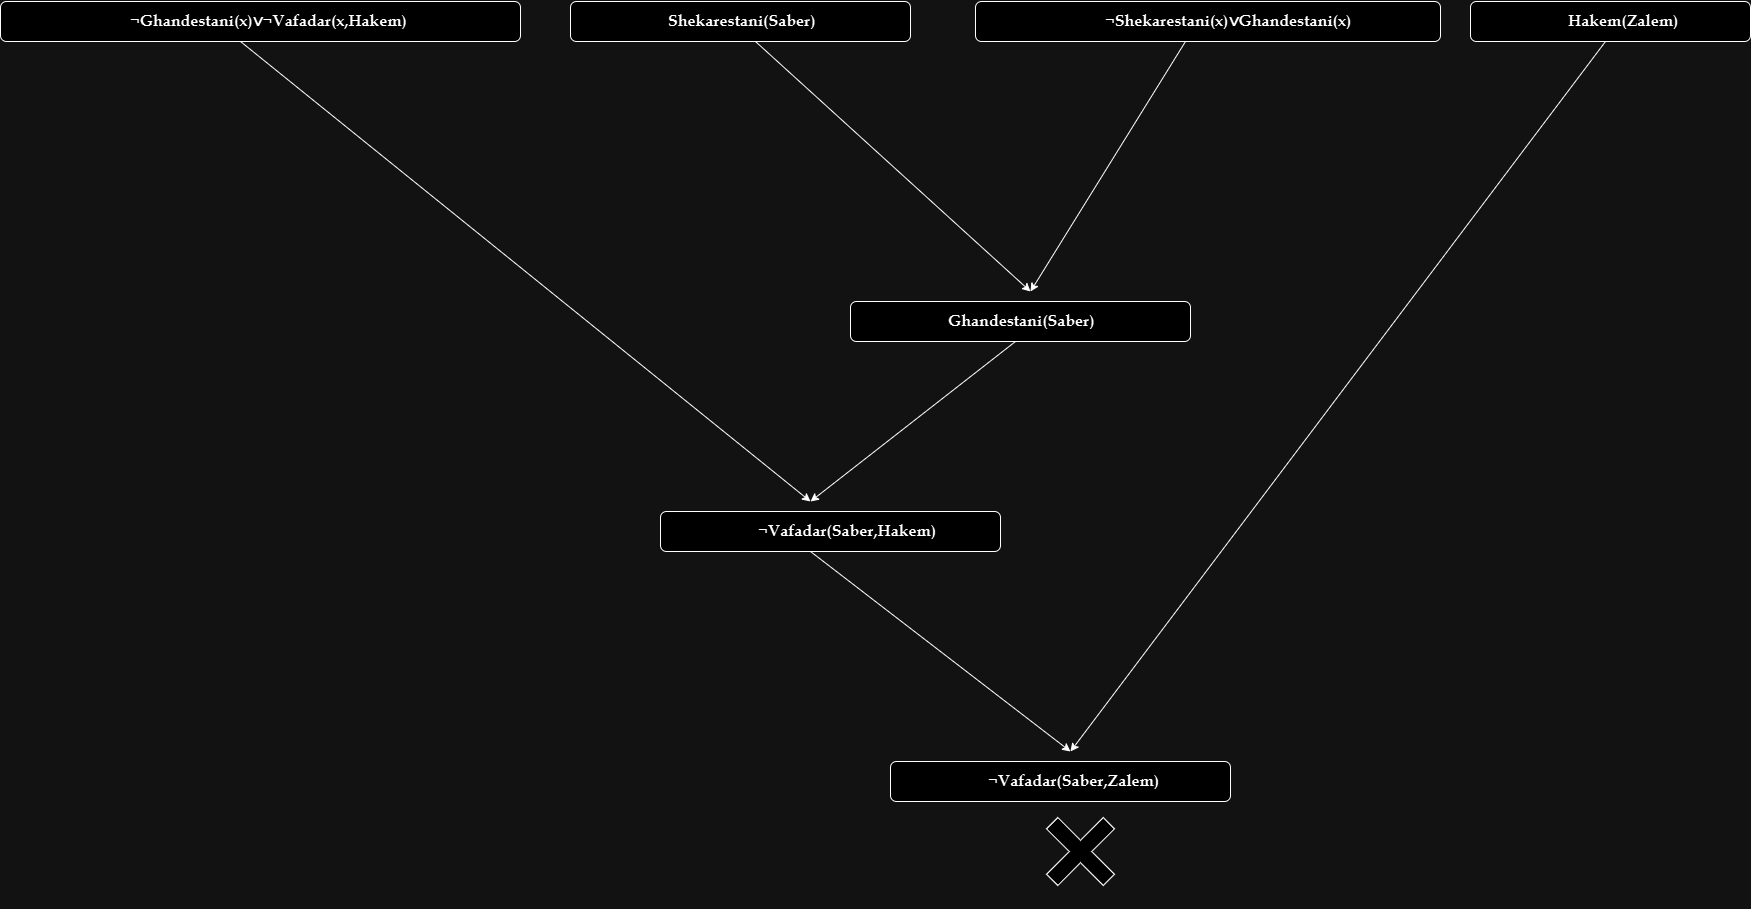 ¬Ghandestani(x)∨¬Vafadar(x,Hakem)
Shekarestani(Saber)
¬Shekarestani(x)∨Ghandestani(x)
Hakem(Zalem)
Ghandestani(Saber)
¬Vafadar(Saber,Hakem)
¬Vafadar(Saber,Zalem)